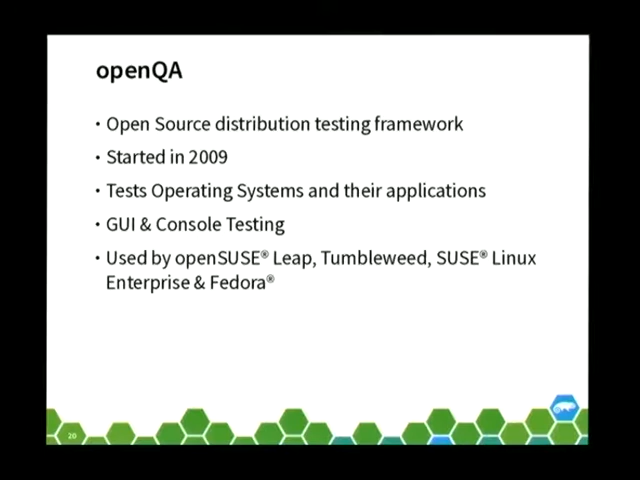 openQA
• Open Source distribution testing framework
• Started in 2009
• Tests Operating Systems and their applications
• GUI & Console Testing
• Used by openSUSE® Leap, Tumbleweed, SUSE® Linux
Enterprise & Fedora®
20